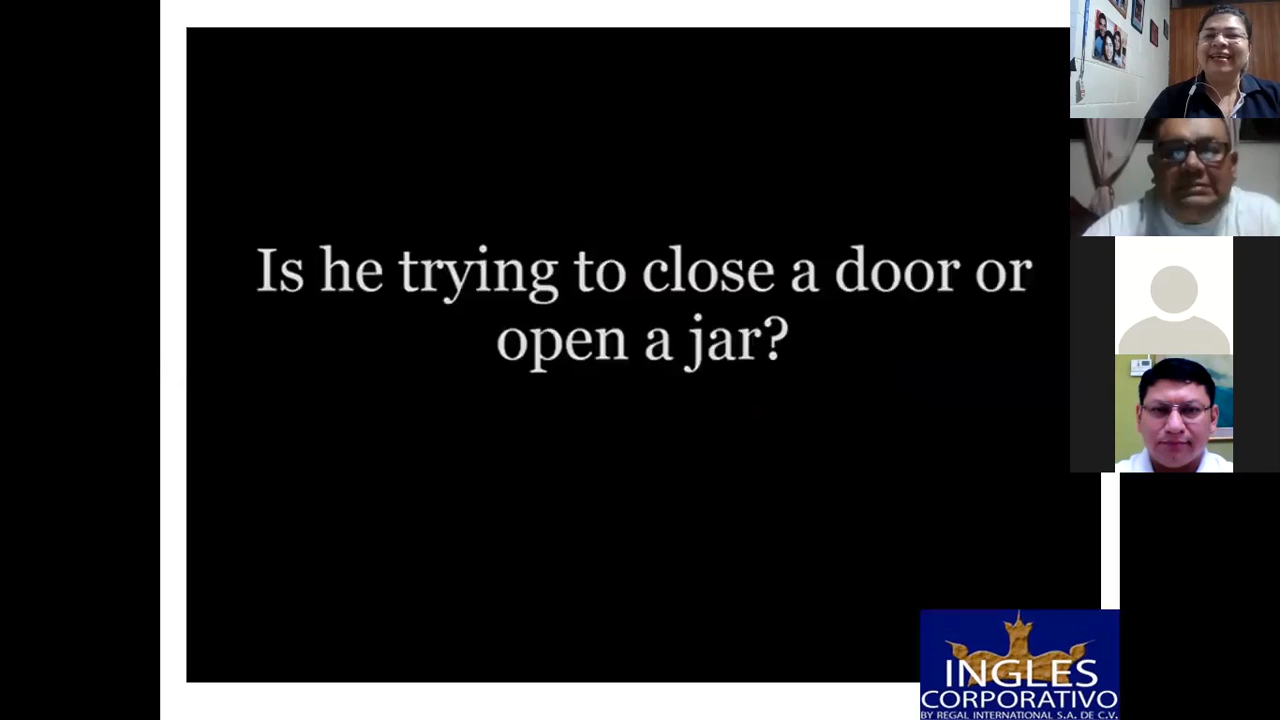 Is he trying to close a door or
open a jar?
INGLES
CORPORATIVO
BY REGAL INTERNATIONAL S.A. DE C.V.